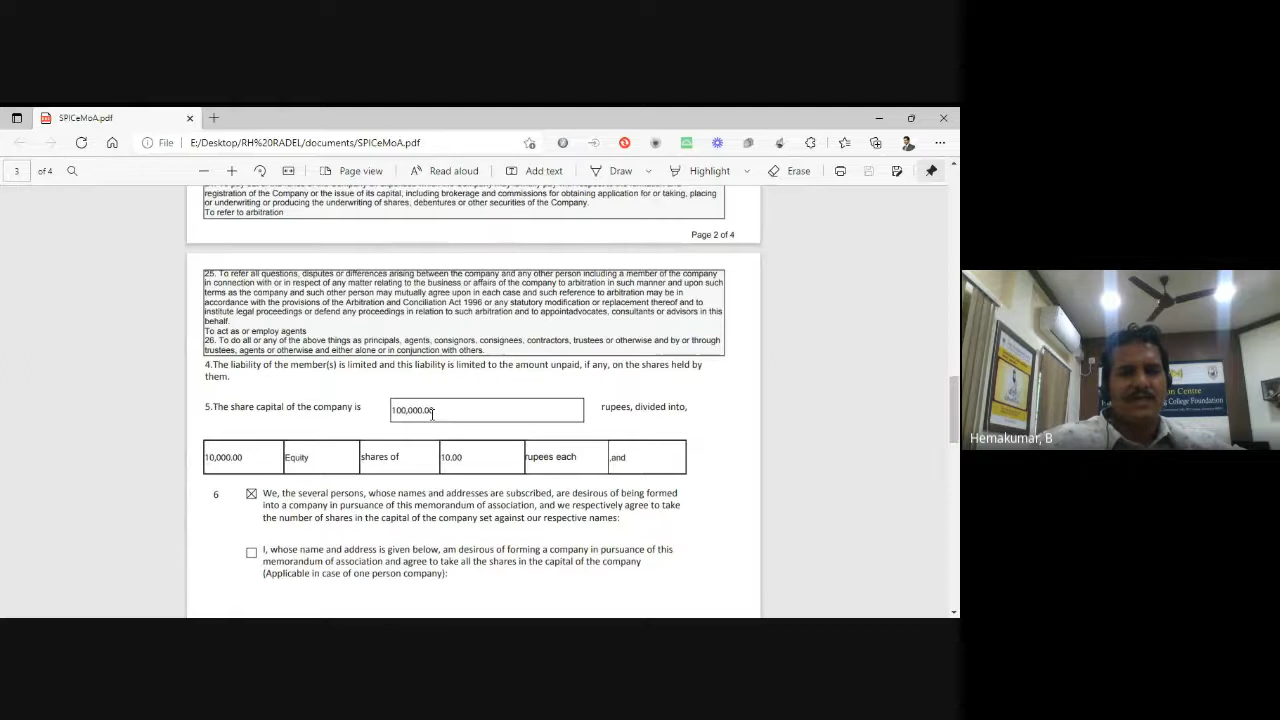 SPICeMoA.pdf
File
E:/Desktop/RH%20RADEL/documents/SPICeMoA.pdf
3 of 4
Page view
Read aloud
Add text
Draw
Highlight
Erase
registration of the Company or the issue of its capital, including brokerage and commissions for obtaining application for or taking, placing
or underwriting or producing the underwriting of shares, debentures or other securities of the Company.
To refer to arbitration
Page 2 of 4
25. To refer all questions, disputes or differences arising between the company and any other person including a member of the company
in connection with or in respect of any matter relating to the business or affairs of the company to arbitration in such manner and upon such
terms as the company and such other person may mutually agree upon in each case and such reference to arbitration may be in
accordance with the provisions of the Arbitration and Conciliation Act 1996 or any statutory modification or replacement thereof and to
institute legal proceedings or defend any proceedings in relation to such arbitration and to appointadvocates, consultants or advisors in this
behalf.
To act as or employ agents
26. To do all or any of the above things as principals, agents, consignors, consignees, contractors, trustees or otherwise and by or through
trustees, agents or otherwise and either alone or in conjunction with others.
4.The liability of the member(s) is limited and this liability is limited to the amount unpaid, if any, on the shares held by
them.
5.The share capital of the company is 100,000.00 rupees, divided into,
10,000.00 Equity shares of 10.00 rupees each ,and
6 We, the several persons, whose names and addresses are subscribed, are desirous of being formed
into a company in pursuance of this memorandum of association, and we respectively agree to take
the number of shares in the capital of the company set against our respective names:
I, whose name and address is given below, am desirous of forming a company in pursuance of this
memorandum of association and agree to take all the shares in the capital of the company
(Applicable in case of one person company):
on Centre
g College Foundation
Hemakumar, B